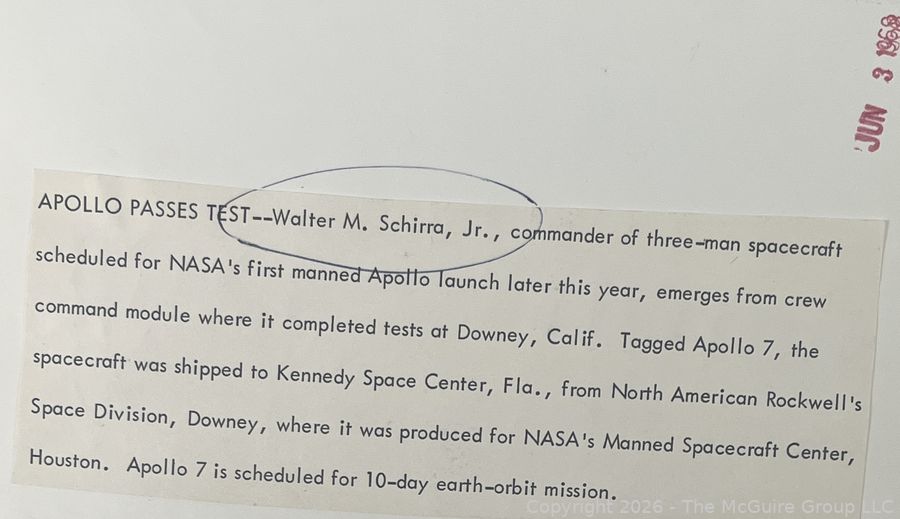 JUN 3 1968
APOLLO PASSES TEST--Walter M. Schirra, Jr., commander of three-man spacecraft
scheduled for NASA's first manned Apollo launch later this year, emerges from crew
command module where it completed tests at Downey, Calif. Tagged Apollo 7, the
spacecraft was shipped to Kennedy Space Center, Fla., from North American Rockwell's
Space Division, Downey, where it was produced for NASA's Manned Spacecraft Center,
Houston. Apollo 7 is scheduled for 10-day earth-orbit mission.
Copyright 2026 - The McGuire Group LLC